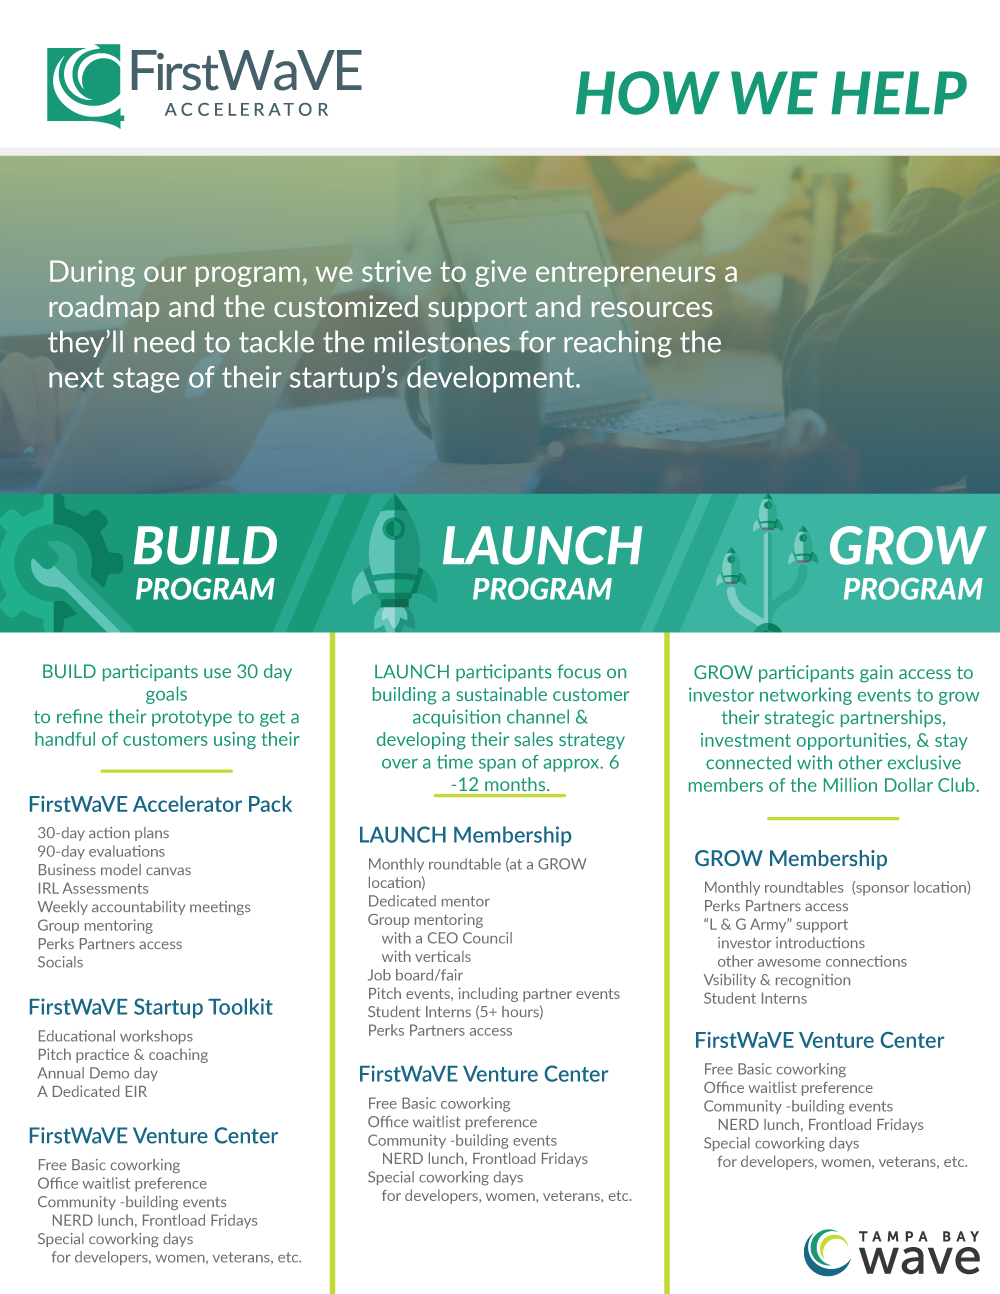 FirstWaVE
ACCELERATOR
HOW WE HELP
During our program, we strive to give entrepreneurs a
roadmap and the customized support and resources
they'll need to tackle the milestones for reaching the
next stage of their startup's development.
BUILD
PROGRAM
LAUNCH
PROGRAM
GROW
PROGRAM
BUILD participants use 30 day
goals
to refine their prototype to get a
handful of customers using their
FirstWaVE Accelerator Pack
30-day action plans
90-day evaluations
Business model canvas
IRL Assessments
Weekly accountability meetings
Group mentoring
Perks Partners access
Socials
FirstWaVE Startup Toolkit
Educational workshops
Pitch practice & coaching
Annual Demo day
A Dedicated EIR
FirstWaVE Venture Center
Free Basic coworking
Office waitlist preference
Community -building events
NERD lunch, Frontload Fridays
Special coworking days
for developers, women, veterans, etc.
LAUNCH participants focus on
building a sustainable customer
acquisition channel &
developing their sales strategy
over a time span of approx. 6
-12 months.
LAUNCH Membership
Monthly roundtable (at a GROW
location)
Dedicated mentor
Group mentoring
with a CEO Council
with verticals
Job board/fair
Pitch events, including partner events
Student Interns (5+ hours)
Perks Partners access
FirstWaVE Venture Center
Free Basic coworking
Office waitlist preference
Community -building events
NERD lunch, Frontload Fridays
Special coworking days
for developers, women, veterans, etc.
GROW participants gain access to
investor networking events to grow
their strategic partnerships,
investment opportunities, & stay
connected with other exclusive
members of the Million Dollar Club.
GROW Membership
Monthly roundtables (sponsor location)
Perks Partners access
“L & G Army” support
investor introductions
other awesome connections
Vsibility & recognition
Student Interns
FirstWaVE Venture Center
Free Basic coworking
Office waitlist preference
Community -building events
NERD lunch, Frontload Fridays
Special coworking days
for developers, women, veterans, etc.
TAMPA BAY
wave